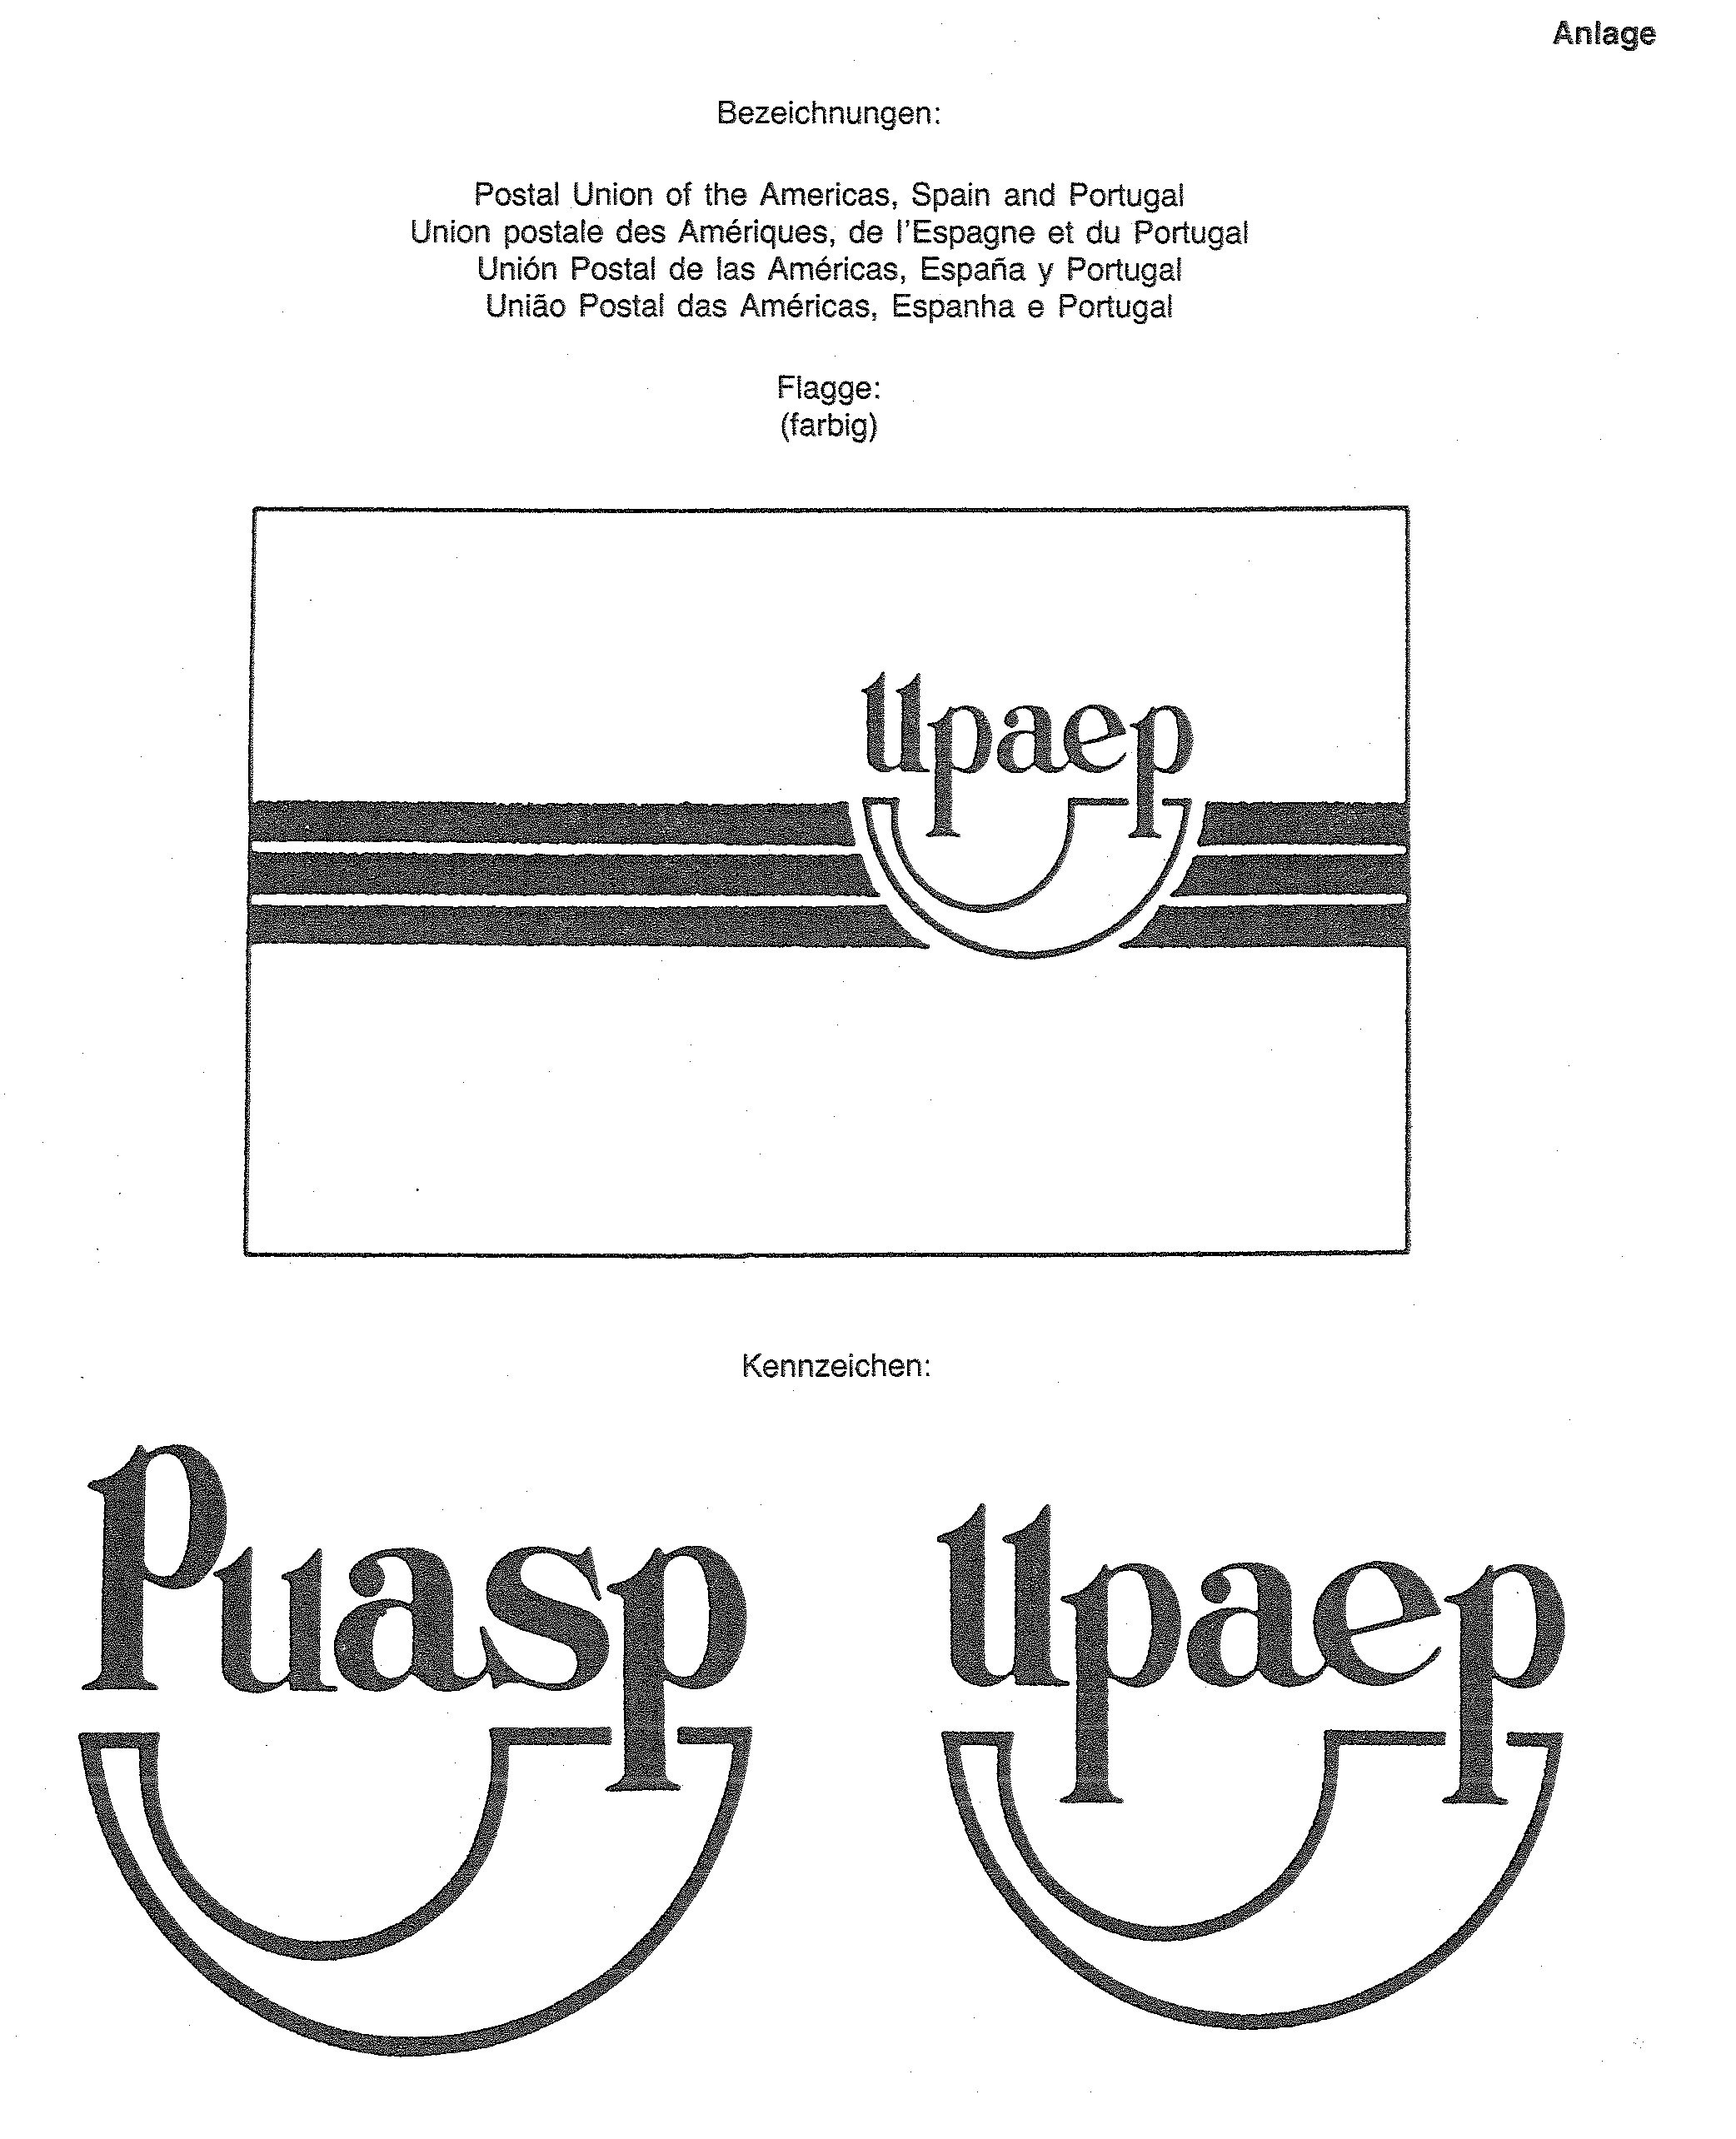 Anlage
Bezeichnungen:
Postal Union of the Americas, Spain and Portugal
Union postale des Amériques, de l'Espagne et du Portugal
Unión Postal de las Américas, España y Portugal
União Postal das Américas, Espanha e Portugal
Flagge:
(farbig)
upaep
Kennzeichen:
Puasp
upaep